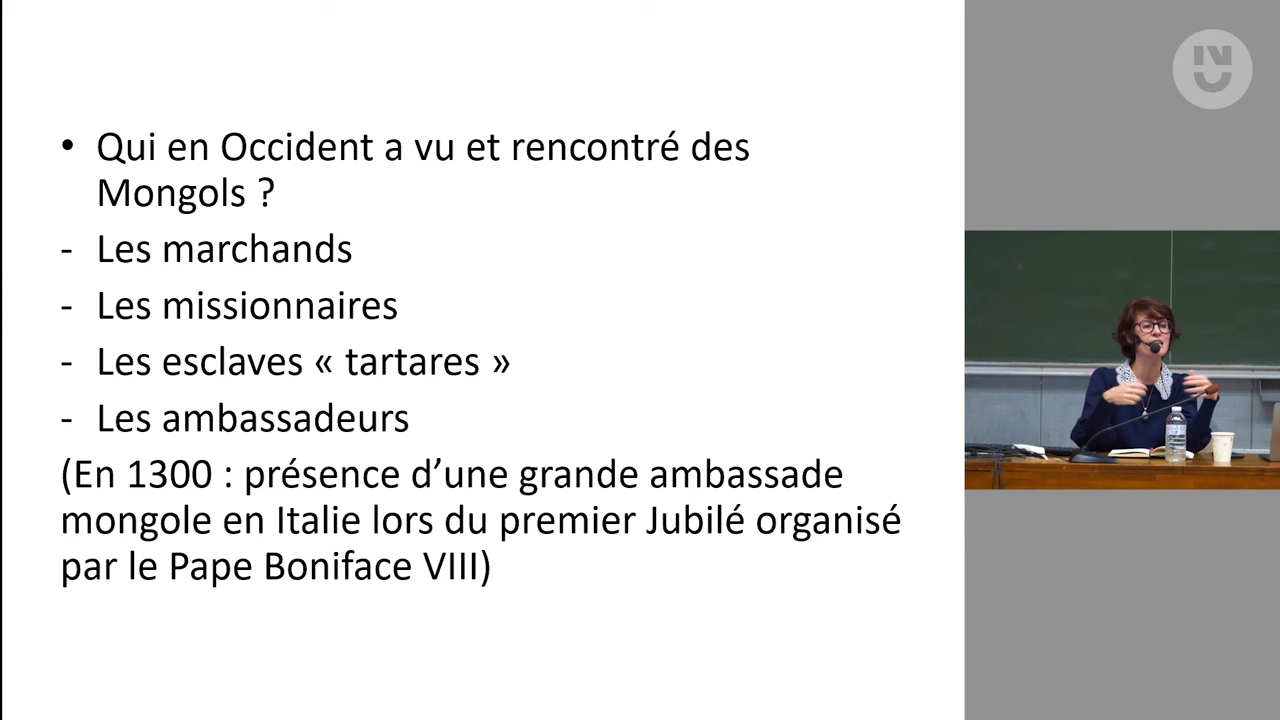 • Qui en Occident a vu et rencontré des
Mongols ?
- Les marchands
- Les missionnaires
- Les esclaves « tartares »
- Les ambassadeurs
(En 1300 : présence d’une grande ambassade
mongole en Italie lors du premier Jubilé organisé
par le Pape Boniface VIII)